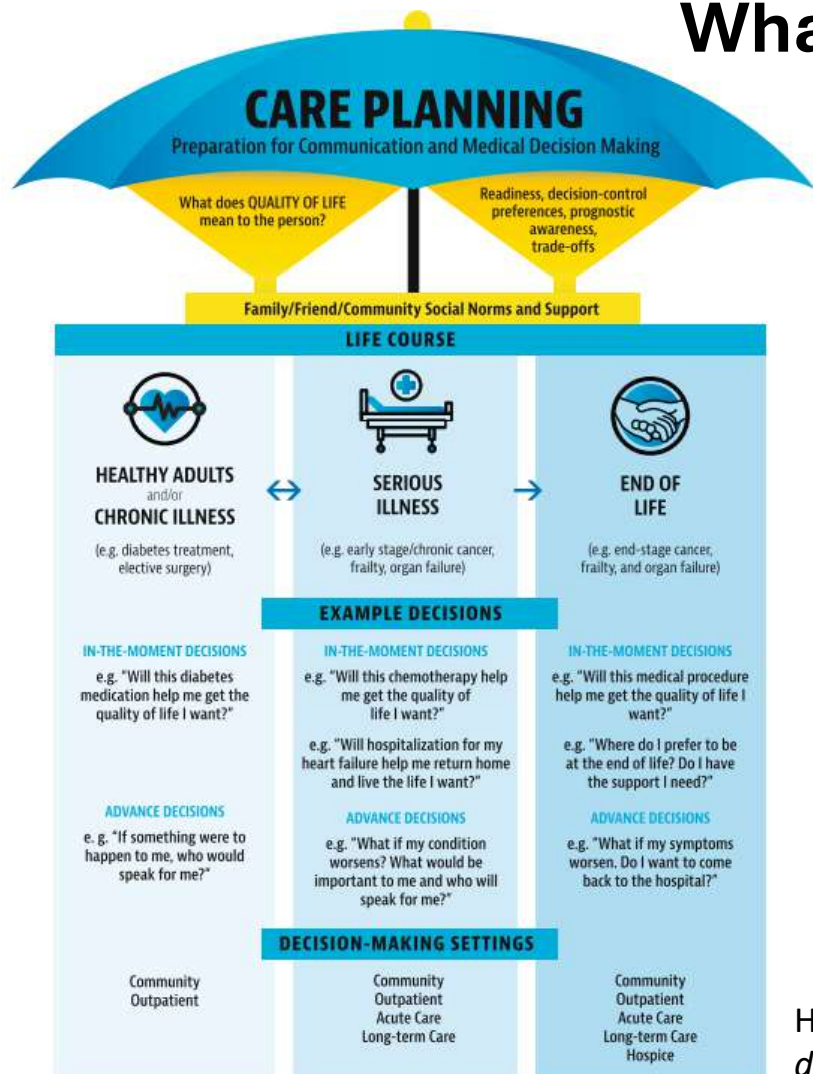 Wha
CARE PLANNING
Preparation for Communication and Medical Decision Making
What does QUALITY OF LIFE
mean to the person?
Readiness, decision-control
preferences, prognostic
awareness,
trade-offs
Family/Friend/Community Social Norms and Support
LIFE COURSE
HEALTHY ADULTS
and/or
CHRONIC ILLNESS
(e.g. diabetes treatment,
elective surgery)
SERIOUS
ILLNESS
(e.g. early stage/chronic cancer,
frailty, organ failure)
END OF
LIFE
(e.g. end-stage cancer,
frailty, and organ failure)
EXAMPLE DECISIONS
IN-THE-MOMENT DECISIONS
e.g. "Will this diabetes
medication help me get the
quality of life I want?"
ADVANCE DECISIONS
e. g. "If something were to
happen to me, who would
speak for me?"
IN-THE-MOMENT DECISIONS
e.g. "Will this chemotherapy help
me get the quality of
life I want?"
e.g. "Will hospitalization for my
heart failure help me return home
and live the life I want?"
ADVANCE DECISIONS
e.g. "What if my condition
worsens? What would be
important to me and who will
speak for me?"
IN-THE-MOMENT DECISIONS
e.g. "Will this medical procedure
help me get the quality of life I
want?"
e.g. "Where do I prefer to be
at the end of life? Do I have
the support I need?"
ADVANCE DECISIONS
e.g. "What if my symptoms
worsen. Do I want to come
back to the hospital?"
DECISION-MAKING SETTINGS
Community
Outpatient
Community
Outpatient
Acute Care
Long-term Care
Community
Outpatient
Acute Care
Long-term Care
Hospice
H
d